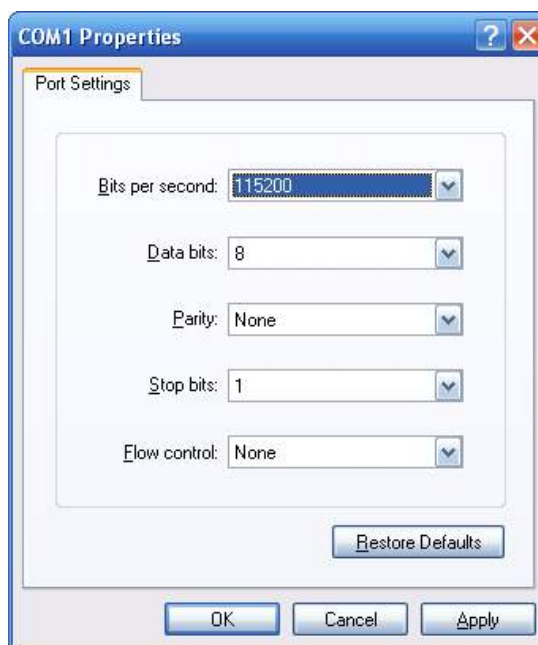 COM1 Properties
Port Settings
Bits per second: 115200
Data bits: 8
Parity: None
Stop bits: 1
Flow control: None
Restore Defaults
OK Cancel Apply